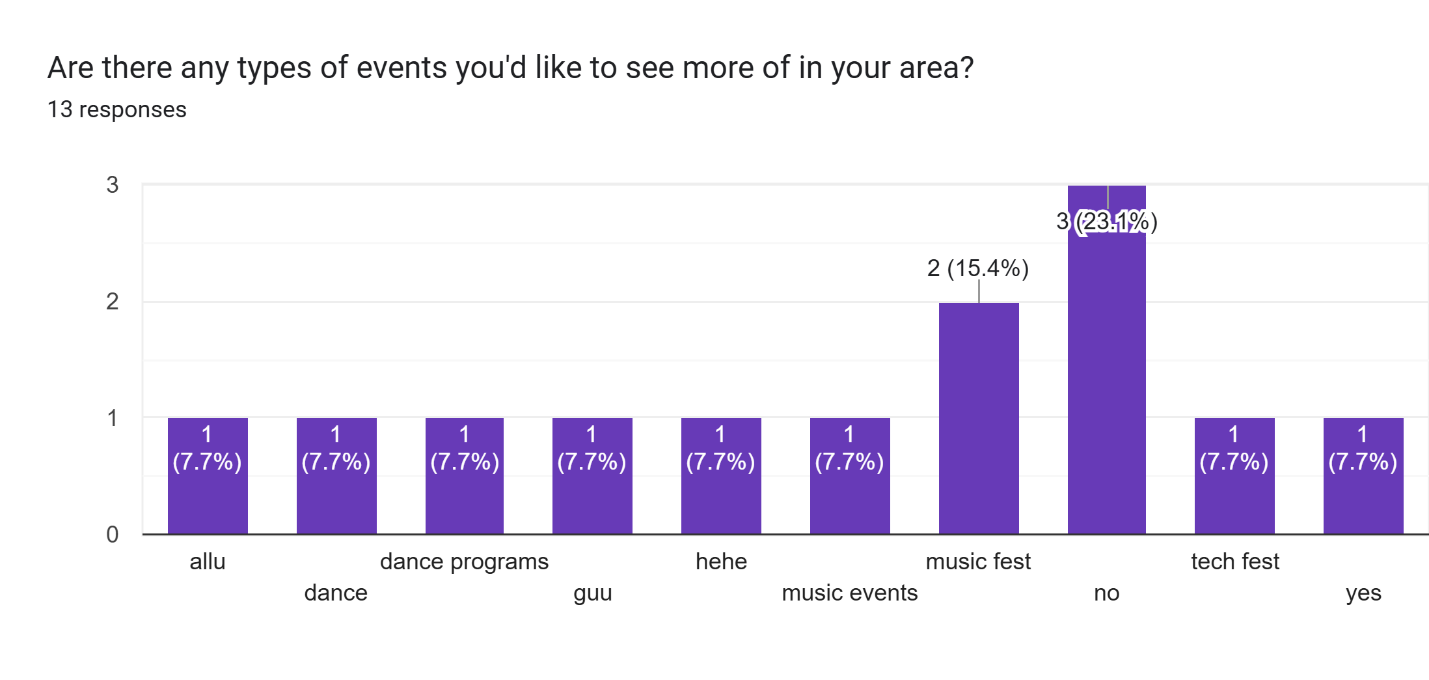 Are there any types of events you'd like to see more of in your area?
13 responses
3
2
1
0
1
(7.7%)
1
(7.7%)
1
(7.7%)
1
(7.7%)
1
(7.7%)
1
(7.7%)
2 (15.4%)
3 (23.1%)
1
(7.7%)
1
(7.7%)
allu
dance
dance programs
guu
hehe
music events
music fest
no
tech fest
yes